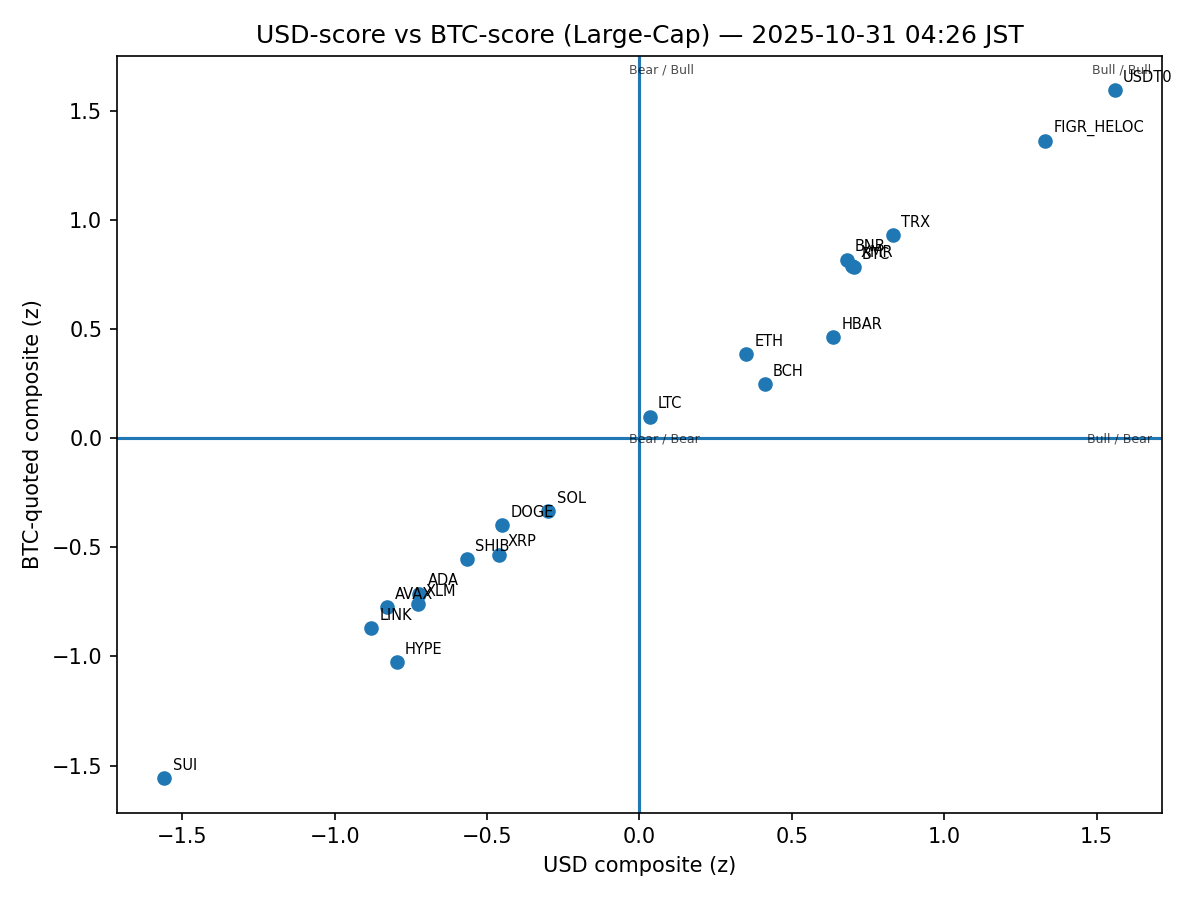 USD-score vs BTC-score (Large-Cap) — 2025-10-31 04:26 JST
Bear / Bull
Bull / Bull
USDT0
FIGR_HELOC
TRX
BNB
XMR
BTC
HBAR
ETH
BCH
LTC
Bear / Bear
Bull / Bear
SOL
DOGE
XRP
SHIB
ADA
XLM
AVAX
LINK
HYPE
SUI
1.5
1.0
0.5
0.0
−0.5
−1.0
−1.5
BTC-quoted composite (z)
−1.5
−1.0
−0.5
0.0
0.5
1.0
1.5
USD composite (z)